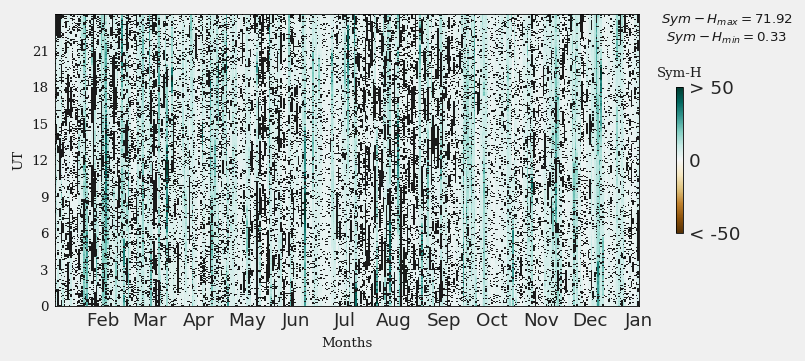 Sym−H_max = 71.92
Sym−H_min = 0.33
Sym-H
> 50
0
< -50
UT
21
18
15
12
9
6
3
0
Feb Mar Apr May Jun Jul Aug Sep Oct Nov Dec Jan
Months